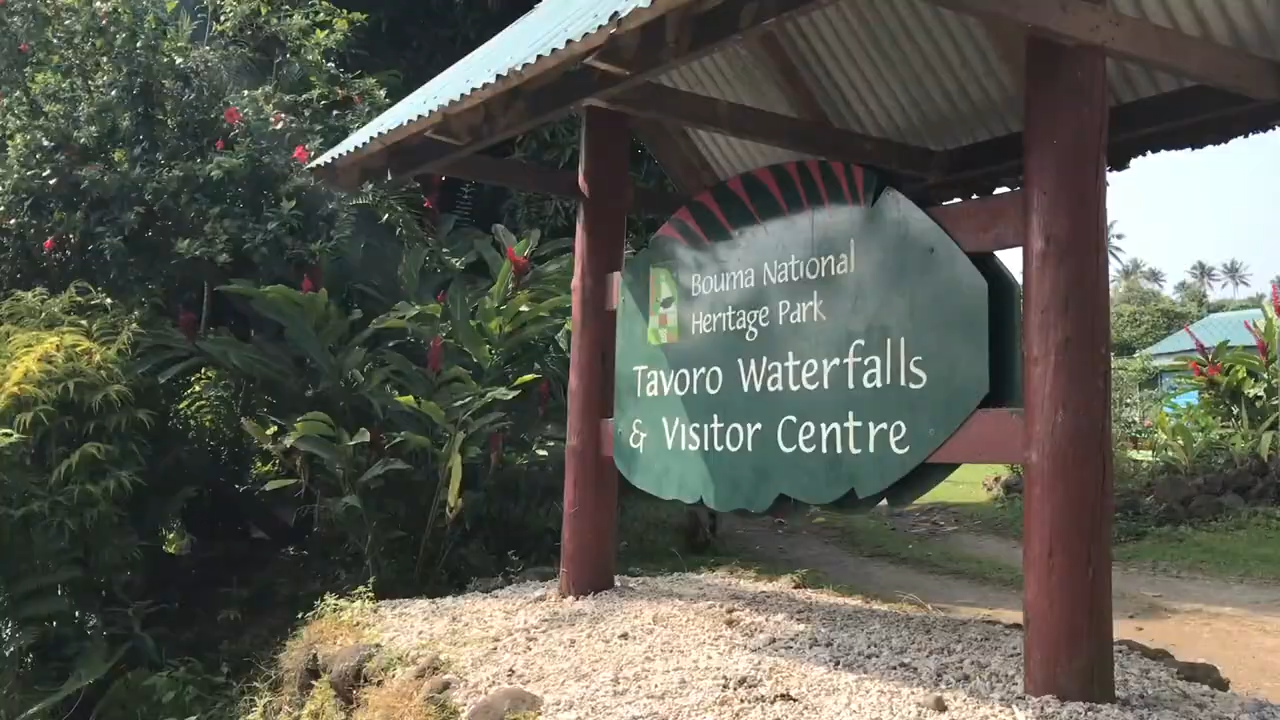 Bouma National
Heritage Park
Tavoro Waterfalls
& Visitor Centre